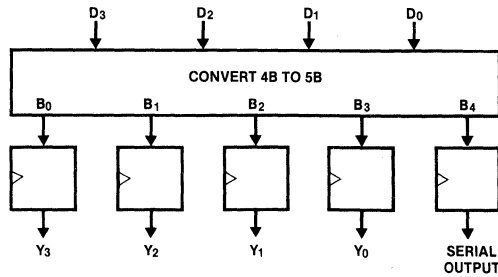 D3 D2 D1 D0
CONVERT 4B TO 5B
B0 B1 B2 B3 B4
Y3 Y2 Y1 Y0 SERIAL
OUTPUT